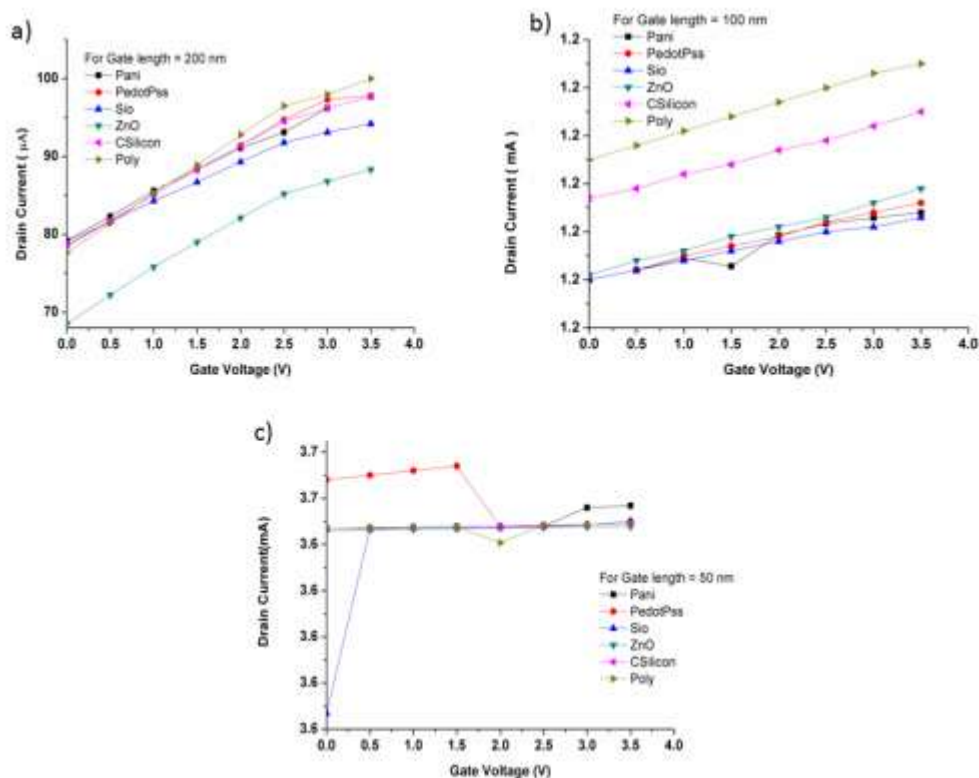 a)
For Gate length = 200 nm
Pani
PedotPss
Sio
ZnO
CSilicon
Poly
100
90
80
70
Drain Current ( μA)
0.0 0.5 1.0 1.5 2.0 2.5 3.0 3.5 4.0
Gate Voltage (V)
b)
For Gate length = 100 nm
Pani
PedotPss
Sio
ZnO
CSilicon
Poly
1.2
1.2
1.2
1.2
1.2
1.2
1.2
Drain Current ( mA)
0.0 0.5 1.0 1.5 2.0 2.5 3.0 3.5 4.0
Gate Voltage (V)
c)
3.7
3.7
3.6
3.6
3.6
3.6
3.6
Drain Current(mA)
For Gate length = 50 nm
Pani
PedotPss
Sio
ZnO
CSilicon
Poly
0.0 0.5 1.0 1.5 2.0 2.5 3.0 3.5 4.0
Gate Voltage (V)